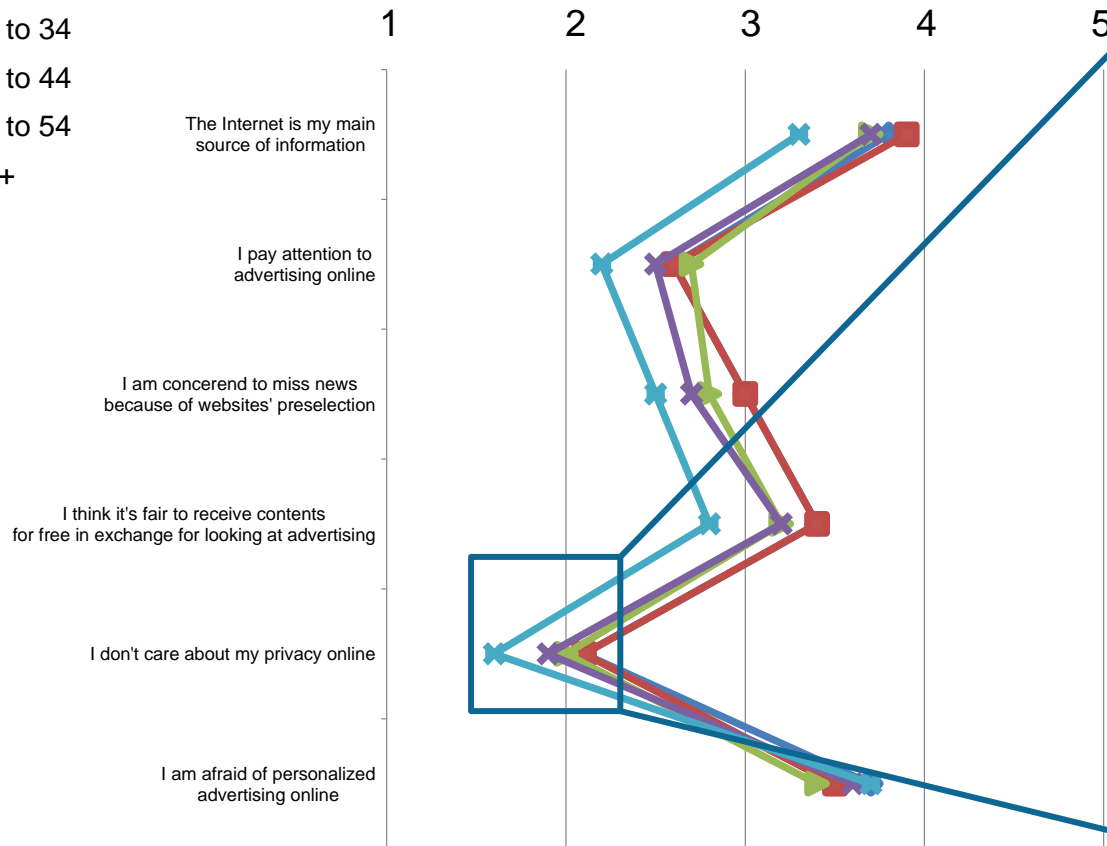 1 2 3 4 5
to 34
to 44
to 54
+
The Internet is my main
source of information
I pay attention to
advertising online
I am concerend to miss news
because of websites' preselection
I think it's fair to receive contents
for free in exchange for looking at advertising
I don't care about my privacy online
I am afraid of personalized
advertising online